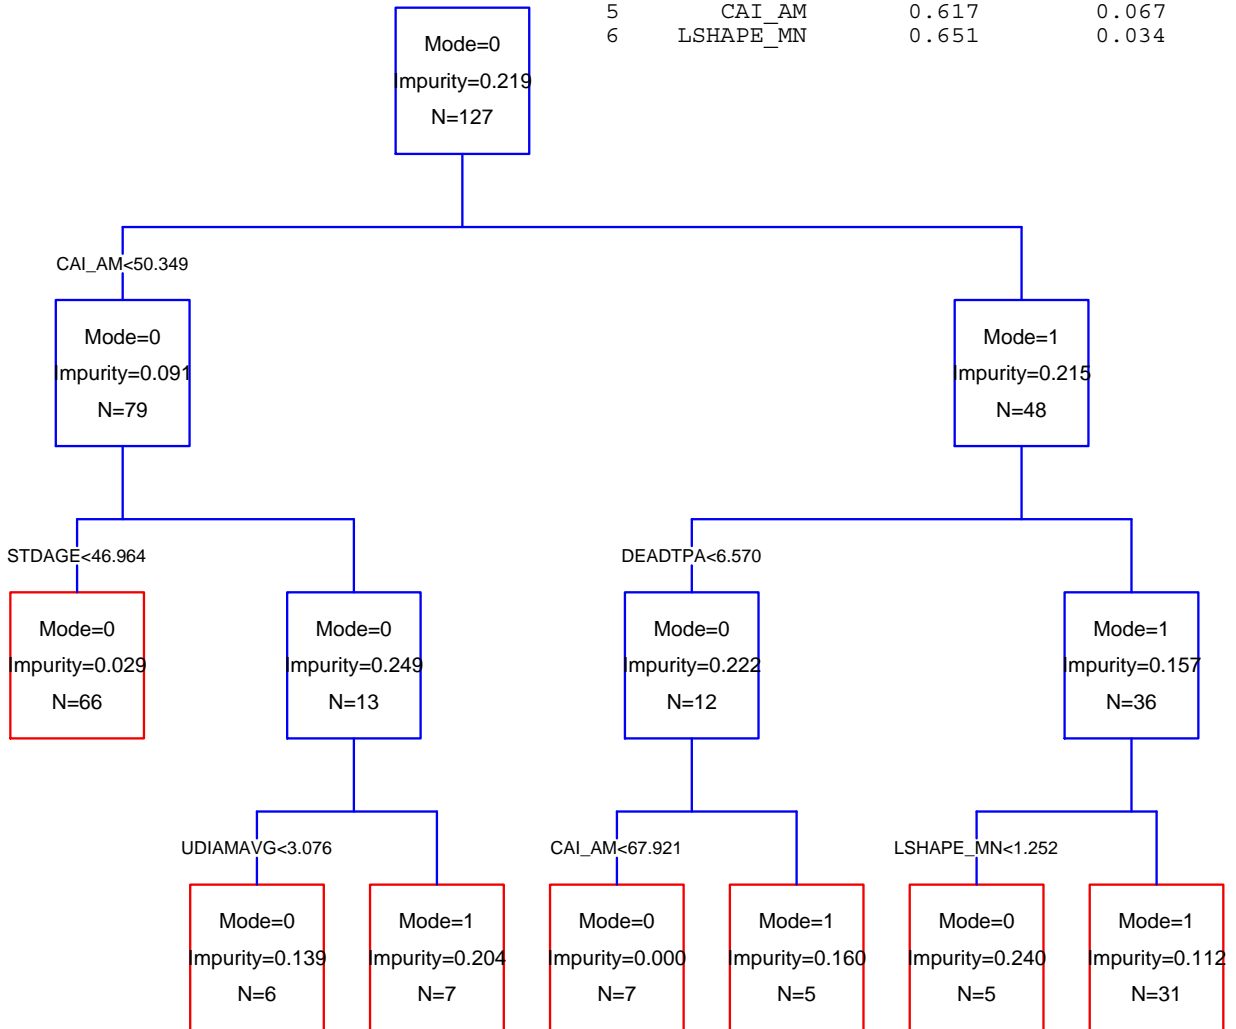 5 CAI_AM 0.617 0.067
6 LSHAPE_MN 0.651 0.034
Mode=0
Impurity=0.219
N=127
CAI_AM<50.349
Mode=0
Impurity=0.091
N=79
Mode=1
Impurity=0.215
N=48
STDAGE<46.964
DEADTPA<6.570
Mode=0
Impurity=0.029
N=66
Mode=0
Impurity=0.249
N=13
Mode=0
Impurity=0.222
N=12
Mode=1
Impurity=0.157
N=36
UDIAMAVG<3.076
CAI_AM<67.921
LSHAPE_MN<1.252
Mode=0
Impurity=0.139
N=6
Mode=1
Impurity=0.204
N=7
Mode=0
Impurity=0.000
N=7
Mode=1
Impurity=0.160
N=5
Mode=0
Impurity=0.240
N=5
Mode=1
Impurity=0.112
N=31